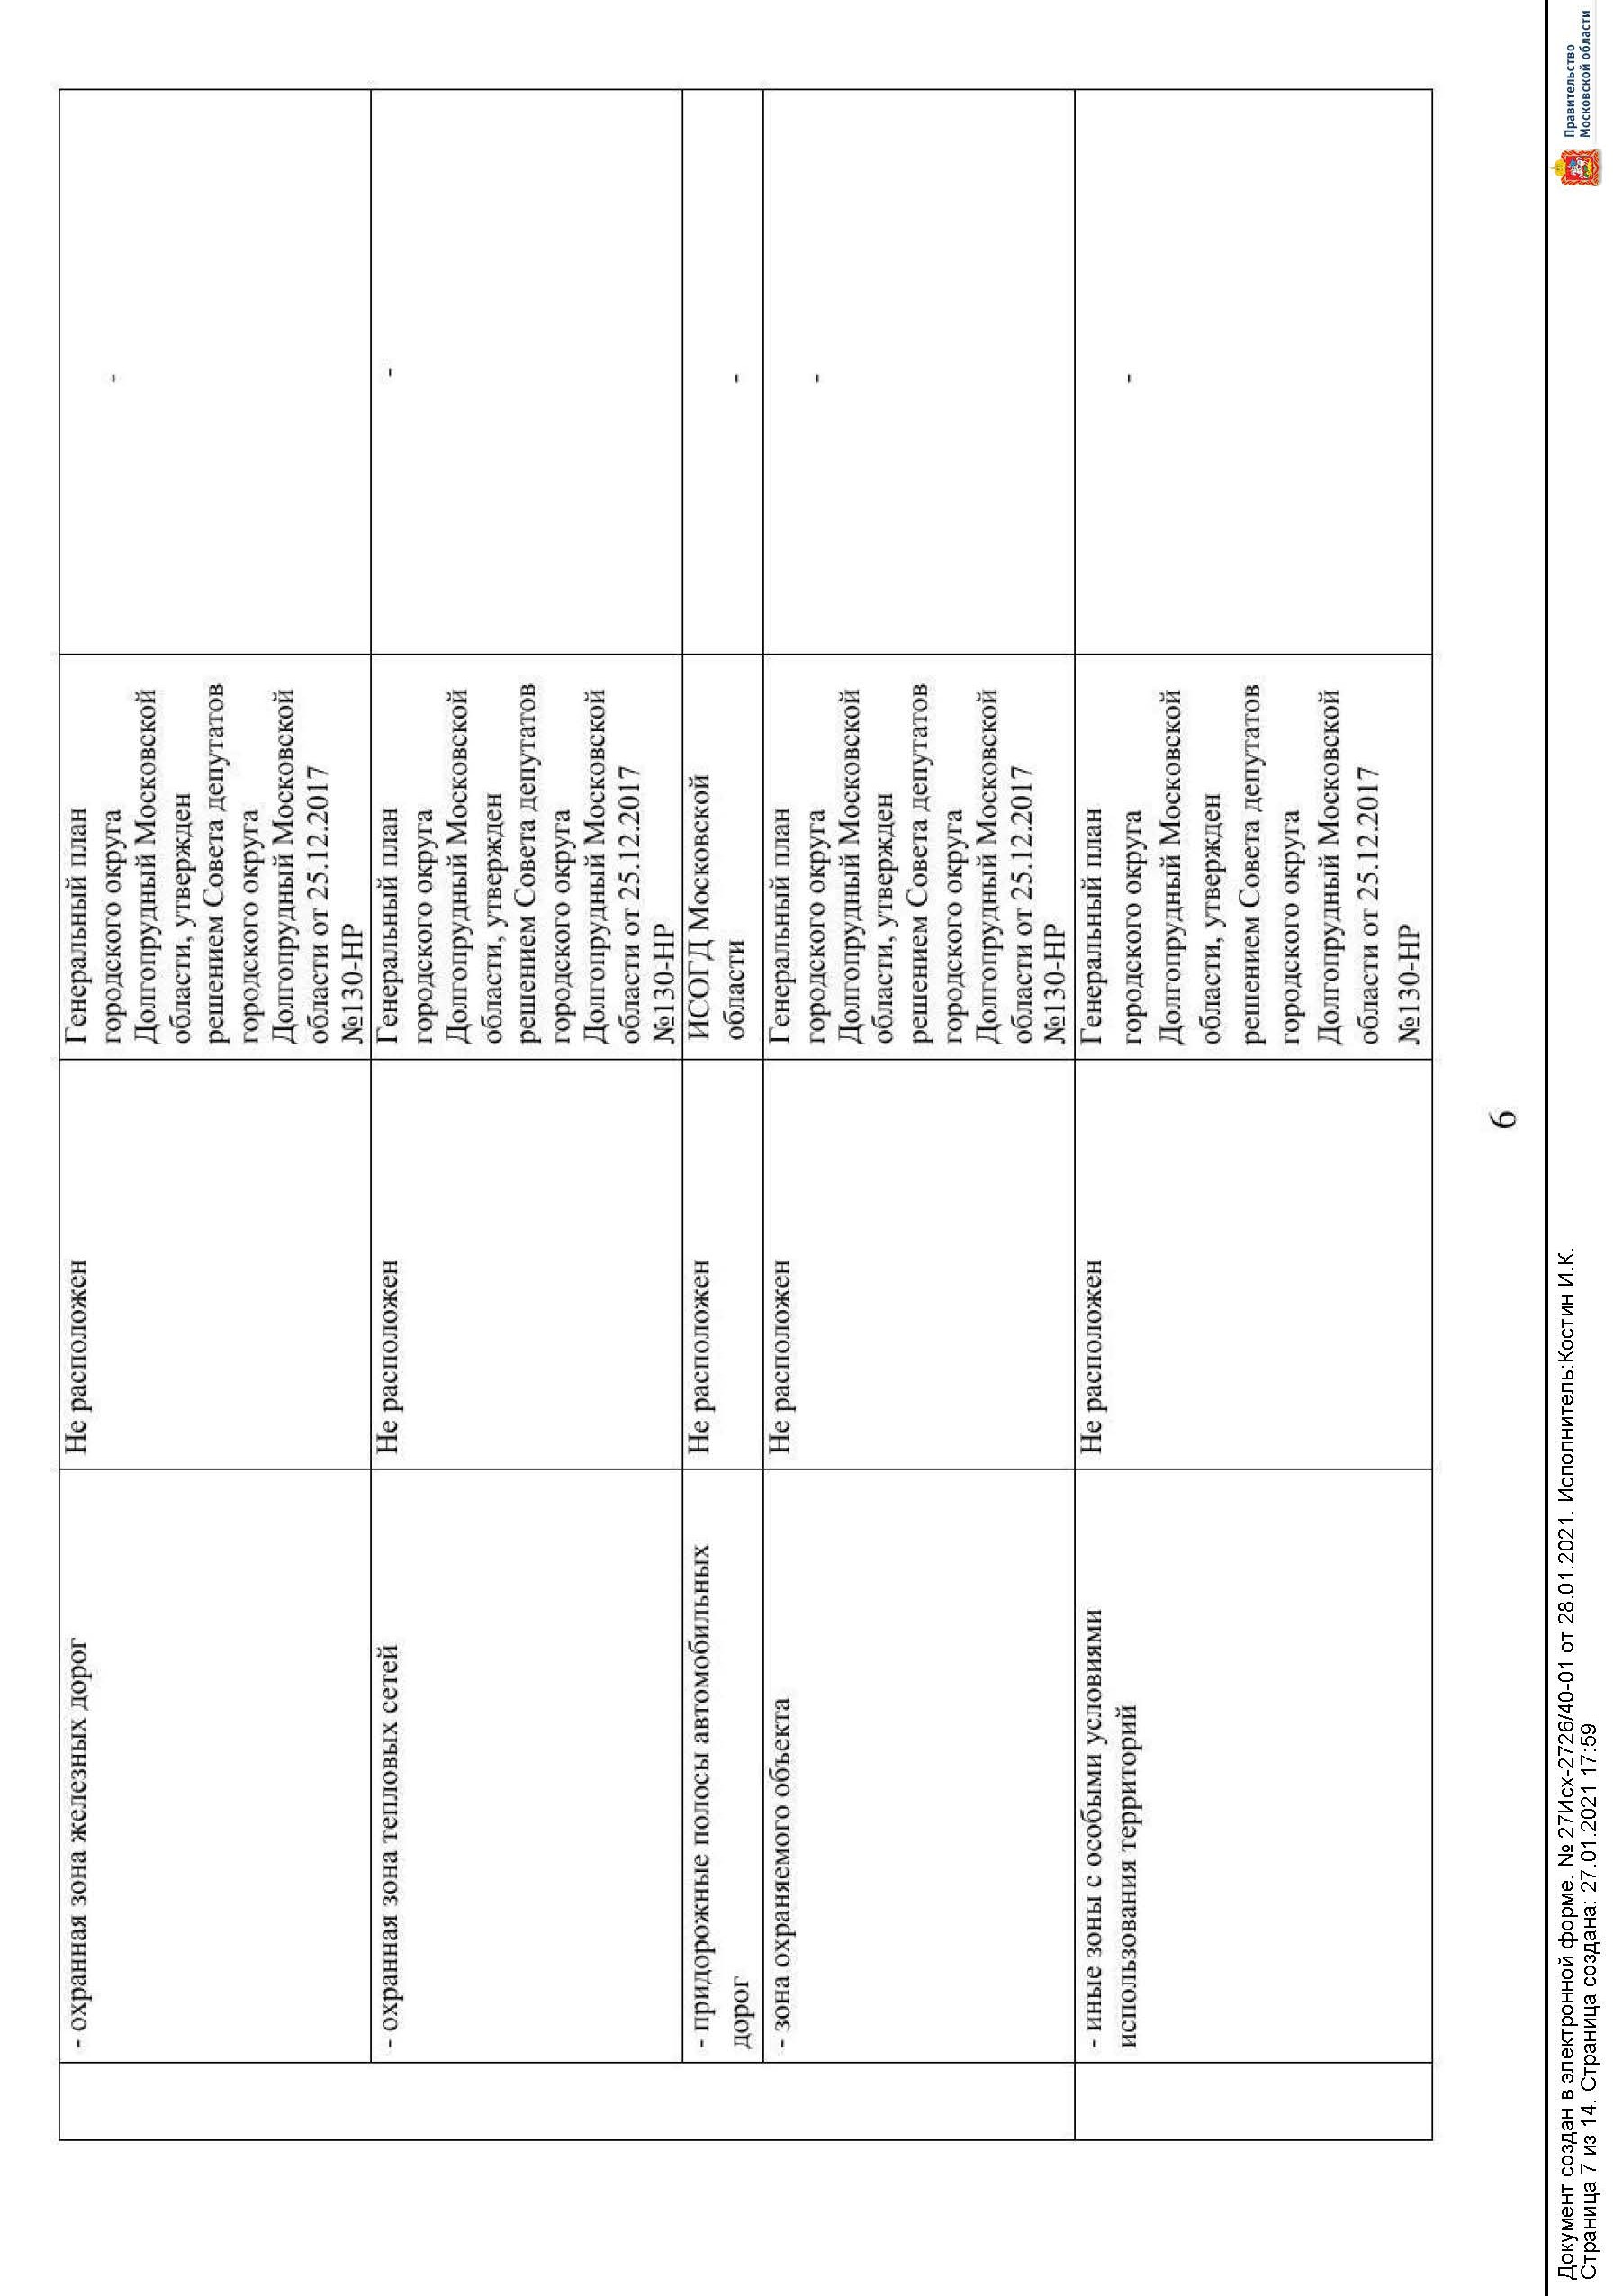 - охранная зона железных дорог
Не расположен
Генеральный план
городского округа
Долгопрудный Московской
области, утвержден
решением Совета депутатов
городского округа
Долгопрудный Московской
области от 25.12.2017
№130-НР
-
- охранная зона тепловых сетей
Не расположен
Генеральный план
городского округа
Долгопрудный Московской
области, утвержден
решением Совета депутатов
городского округа
Долгопрудный Московской
области от 25.12.2017
№130-НР
-
- придорожные полосы автомобильных
дорог
Не расположен
ИСОГД Московской
области
-
- зона охраняемого объекта
Не расположен
Генеральный план
городского округа
Долгопрудный Московской
области, утвержден
решением Совета депутатов
городского округа
Долгопрудный Московской
области от 25.12.2017
№130-НР
-
- иные зоны с особыми условиями
использования территорий
Не расположен
Генеральный план
городского округа
Долгопрудный Московской
области, утвержден
решением Совета депутатов
городского округа
Долгопрудный Московской
области от 25.12.2017
№130-НР
-
6
Документ создан в электронной форме. № 27Исх-2726/40-01 от 28.01.2021. Исполнитель:Костин И.К.
Страница 7 из 14. Страница создана: 27.01.2021 17:59
Правительство
Московской области